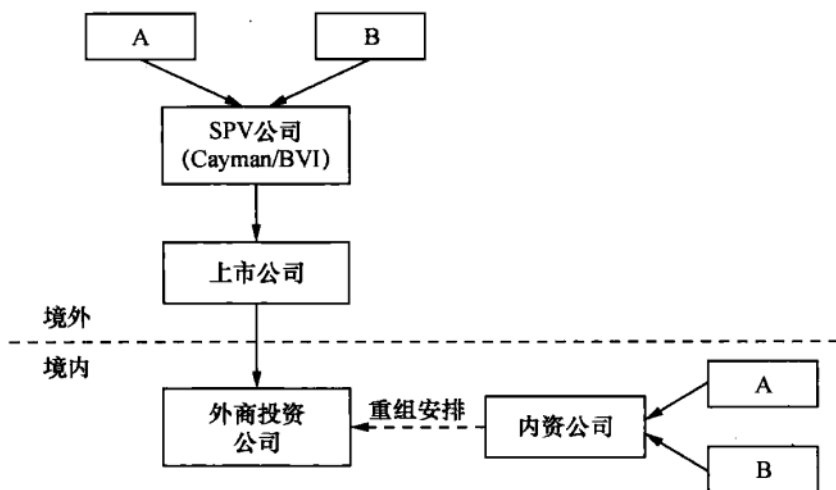 A
B
SPV公司
(Cayman/BVI)
上市公司
境外
境内
外商投资
公司
重组安排
内资公司
A
B